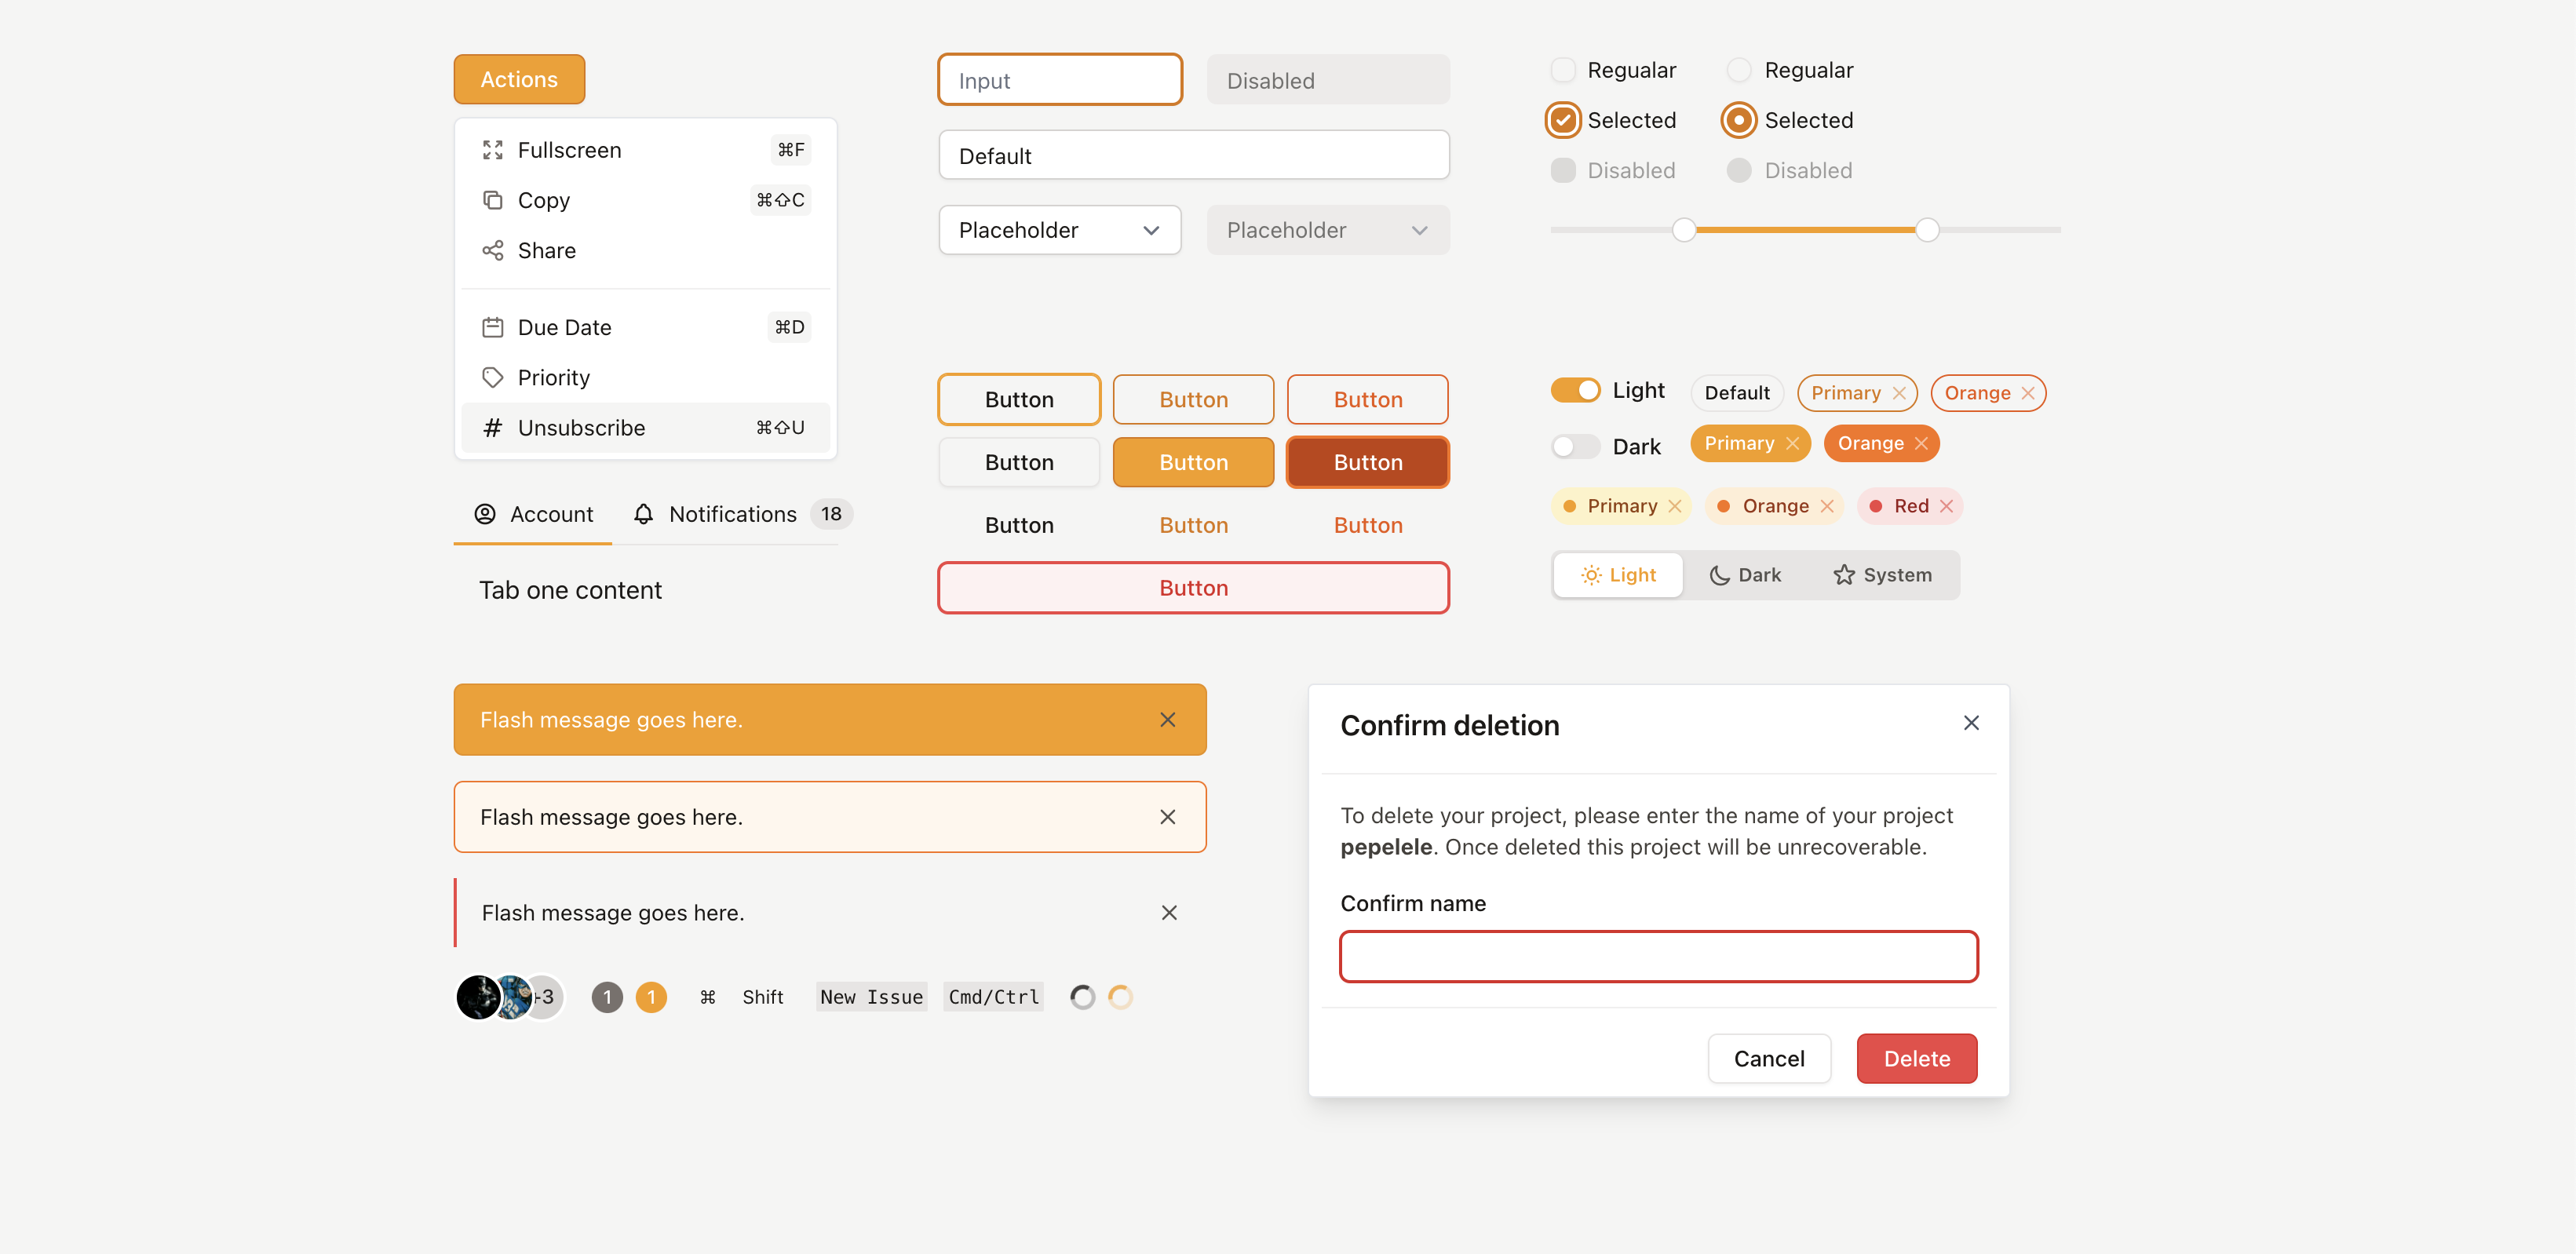 Actions
Fullscreen ⌘F
Copy ⌘⇧C
Share
Due Date ⌘D
Priority
# Unsubscribe ⌘⇧U
Account Notifications 18
Tab one content
Input Disabled
Default
Placeholder Placeholder
Button Button Button
Button Button Button
Button Button Button
Button
Regualar Regualar
Selected Selected
Disabled Disabled
Light Default Primary Orange
Dark Primary Orange
Primary Orange Red
Light Dark System
Flash message goes here.
Flash message goes here.
Flash message goes here.
+3 1 1 ⌘ Shift New Issue Cmd/Ctrl
Confirm deletion
To delete your project, please enter the name of your project
pepelele. Once deleted this project will be unrecoverable.
Confirm name
Cancel Delete